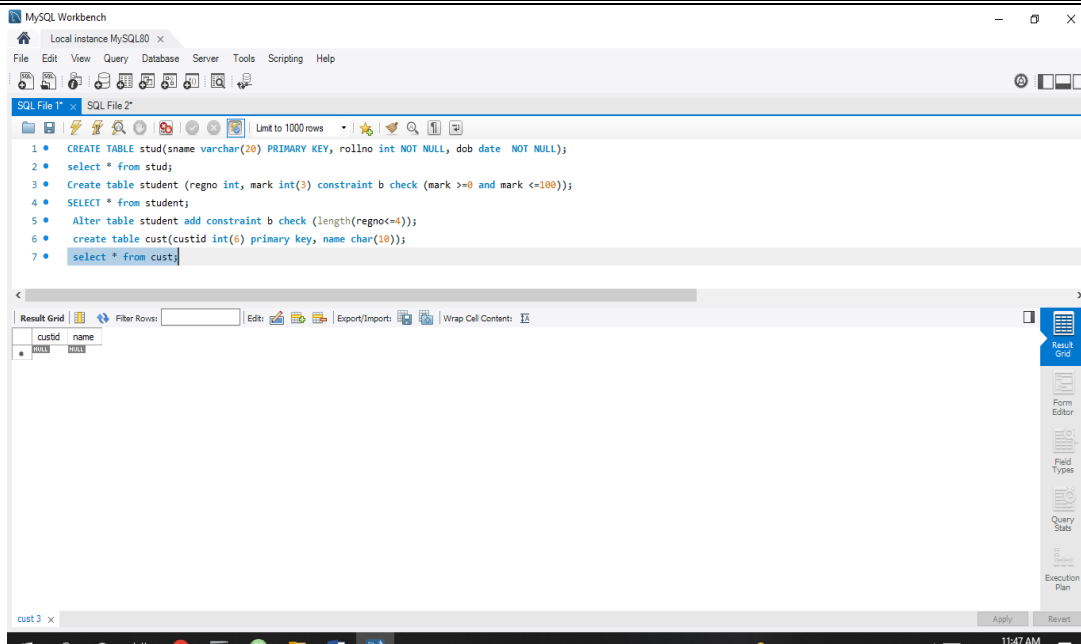 MySQL Workbench
Local instance MySQL80
File Edit View Query Database Server Tools Scripting Help
SQL File 1* SQL File 2*
Limit to 1000 rows
1 CREATE TABLE stud(sname varchar(20) PRIMARY KEY, rollno int NOT NULL, dob date  NOT NULL);
2 select * from stud;
3 Create table student (regno int, mark int(3) constraint b check (mark >=0 and mark <=100));
4 SELECT * from student;
5 Alter table student add constraint b check (length(regno<=4));
6 create table cust(custid int(6) primary key, name char(10));
7 select * from cust;
Result Grid Filter Rows: Edit: Export/Import: Wrap Cell Content:
custid name
NULL NULL
Result
Grid
Form
Editor
Field
Types
Query
Stats
Execution
Plan
cust 3 Apply Revert
11:47 AM